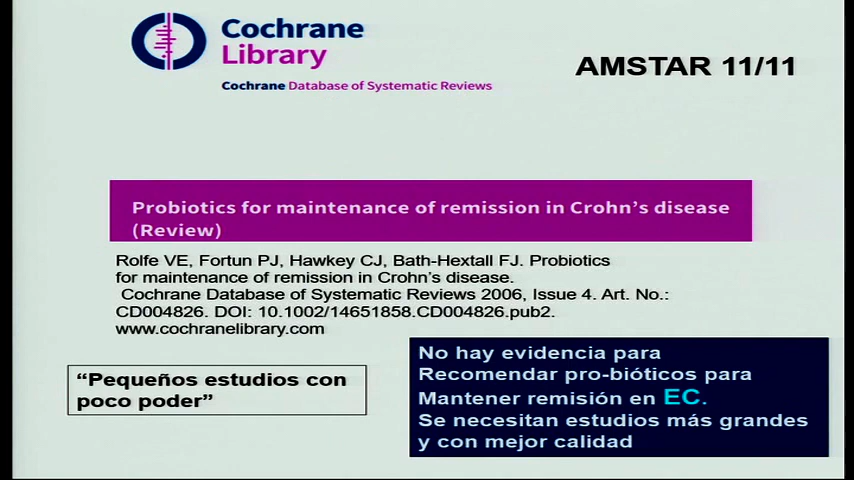 Cochrane
Library
Cochrane Database of Systematic Reviews
AMSTAR 11/11
Probiotics for maintenance of remission in Crohn's disease
(Review)
Rolfe VE, Fortun PJ, Hawkey CJ, Bath-Hextall FJ. Probiotics
for maintenance of remission in Crohn's disease.
Cochrane Database of Systematic Reviews 2006, Issue 4. Art. No.:
CD004826. DOI: 10.1002/14651858.CD004826.pub2.
www.cochranelibrary.com
"Pequeños estudios con
poco poder"
No hay evidencia para
Recomendar pro-bióticos para
Mantener remisión en EC.
Se necesitan estudios más grandes
y con mejor calidad